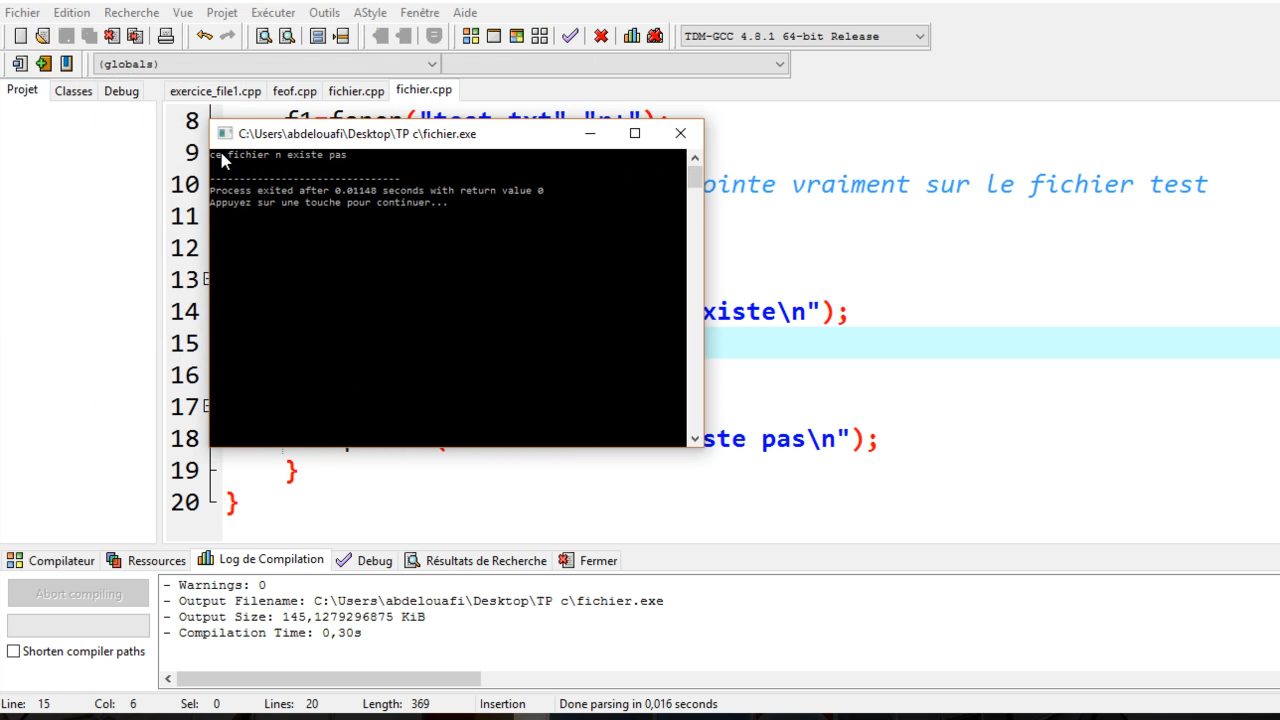 Fichier Edition Recherche Vue Projet Exécuter Outils AStyle Fenêtre Aide
TDM-GCC 4.8.1 64-bit Release
(globals)
Projet Classes Debug exercice_file1.cpp feof.cpp fichier.cpp fichier.cpp
8
C:\Users\abdelouafi\Desktop\TP c\fichier.exe
9 ce fichier n existe pas
--------------------------------
10 ointe vraiment sur le fichier test
Process exited after 0.01148 seconds with return value 0
Appuyez sur une touche pour continuer...
11
12
13
14 xiste\n");
15
16
17
18 ste pas\n");
19 }
20 }
Compilateur Ressources Log de Compilation Debug Résultats de Recherche Fermer
Abort compiling
Shorten compiler paths
- Warnings: 0
- Output Filename: C:\Users\abdelouafi\Desktop\TP c\fichier.exe
- Output Size: 145,1279296875 KiB
- Compilation Time: 0,30s
Line: 15 Col: 6 Sel: 0 Lines: 20 Length: 369 Insertion Done parsing in 0,016 seconds